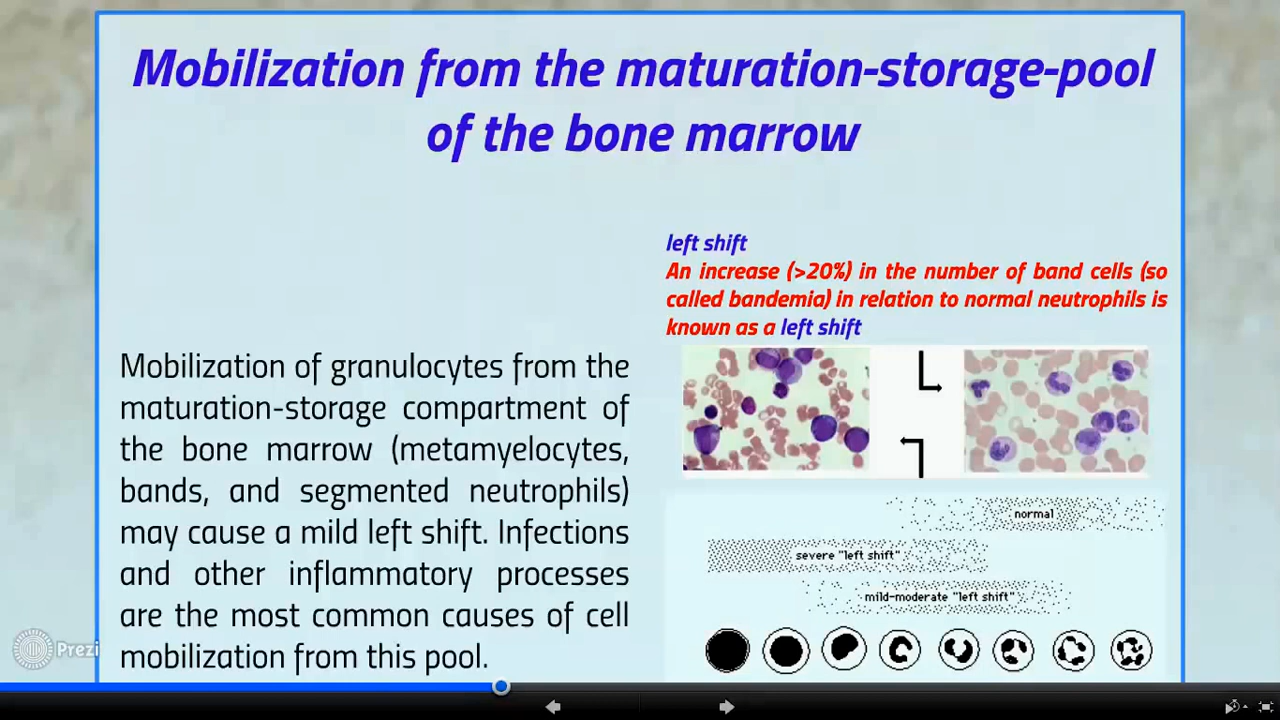 Mobilization from the maturation-storage-pool
of the bone marrow
left shift
An increase (>20%) in the number of band cells (so
called bandemia) in relation to normal neutrophils is
known as a left shift
Mobilization of granulocytes from the
maturation-storage compartment of
the bone marrow (metamyelocytes,
bands, and segmented neutrophils)
may cause a mild left shift. Infections
and other inflammatory processes
are the most common causes of cell
mobilization from this pool.
normal
severe "left shift"
mild-moderate "left shift"
Prezi